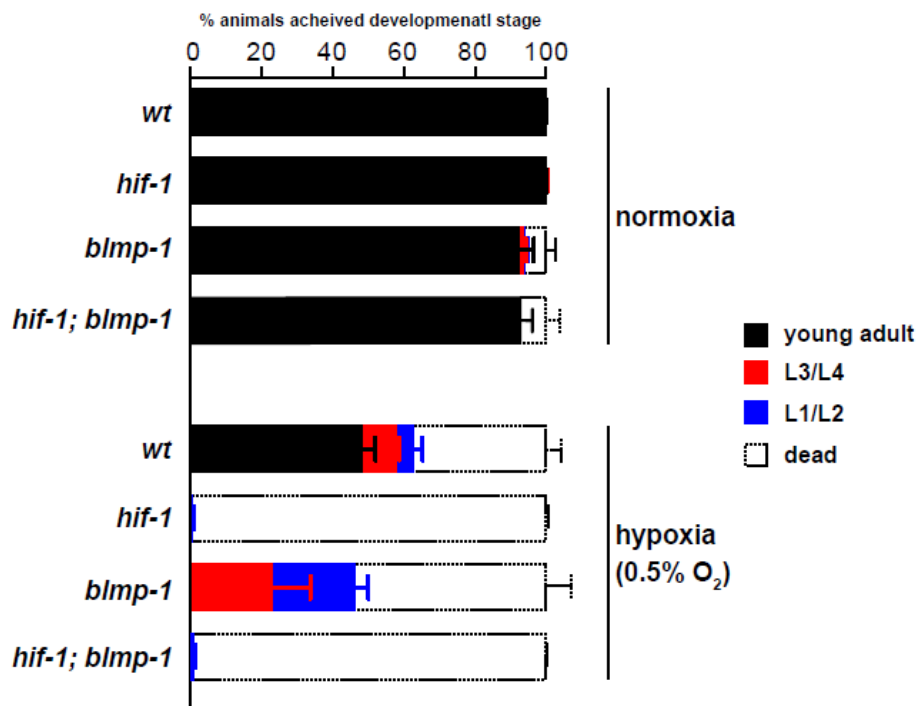 % animals acheived developmenatl stage
0 20 40 60 80 100
wt
hif-1
blmp-1
hif-1; blmp-1
normoxia
young adult
L3/L4
L1/L2
dead
wt
hif-1
blmp-1
hif-1; blmp-1
hypoxia
(0.5% O₂)